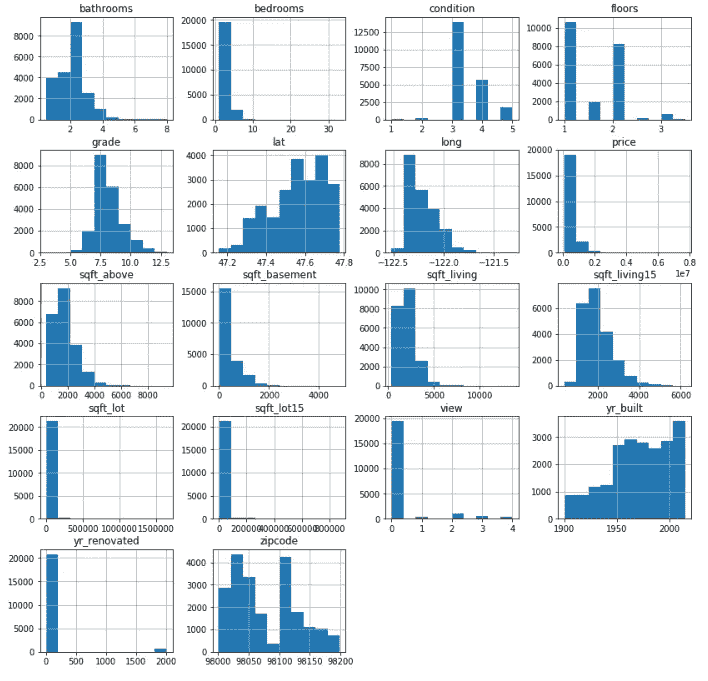 bathrooms bedrooms condition floors
8000 6000 4000 2000 0
2 4 6 8
20000 15000 10000 5000 0
0 10 20 30
12500 10000 7500 5000 2500 0
1 2 3 4 5
10000 8000 6000 4000 2000 0
1 2 3
grade lat long price
8000 6000 4000 2000 0
2.5 5.0 7.5 10.0 12.5
4000 3000 2000 1000 0
47.2 47.4 47.6 47.8
8000 6000 4000 2000 0
−122.5 −122.0 −121.5
20000 15000 10000 5000 0
0.0 0.2 0.4 0.6 0.8
1e7
sqft_above sqft_basement sqft_living sqft_living15
8000 6000 4000 2000 0
0 2000 4000 6000 8000
15000 10000 5000 0
0 2000 4000
10000 8000 6000 4000 2000 0
0 5000 10000
6000 4000 2000 0
2000 4000 6000
sqft_lot sqft_lot15 view yr_built
20000 15000 10000 5000 0
0 500000 1000000 1500000
20000 15000 10000 5000 0
0 200000 400000 600000 800000
20000 15000 10000 5000 0
0 1 2 3 4
3000 2000 1000 0
1900 1950 2000
yr_renovated zipcode
20000 15000 10000 5000 0
0 500 1000 1500 2000
4000 3000 2000 1000 0
98000 98050 98100 98150 98200